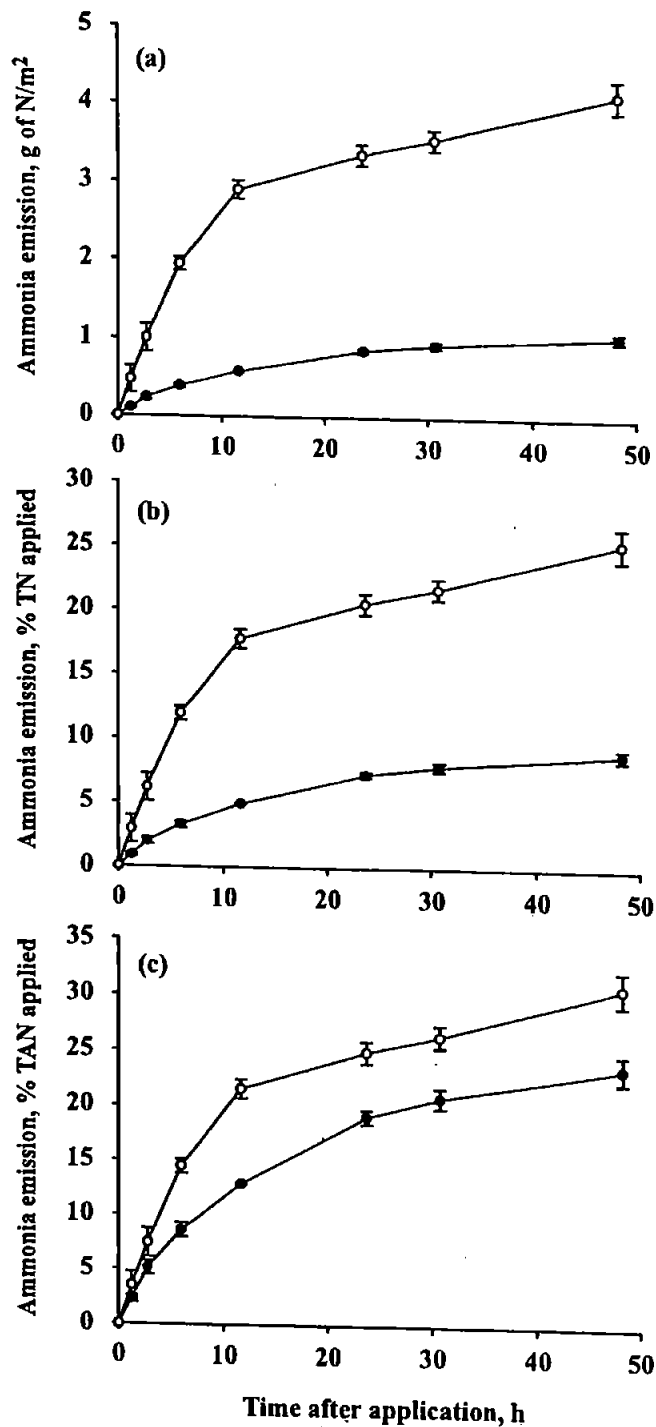 5
(a)
4
3
2
1
0
Ammonia emission, g of N/m²
0 10 20 30 40 50
30
(b)
25
20
15
10
5
0
Ammonia emission, % TN applied
0 10 20 30 40 50
35
(c)
30
25
20
15
10
5
0
Ammonia emission, % TAN applied
0 10 20 30 40 50
Time after application, h